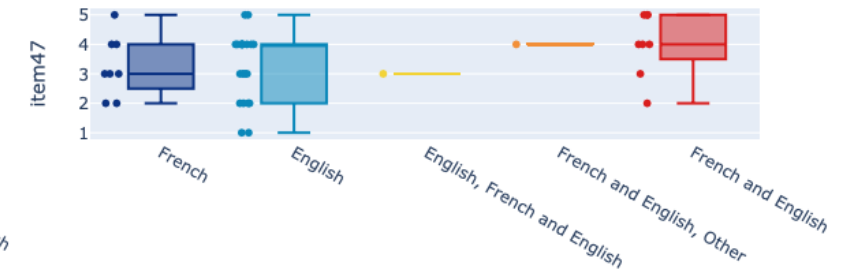 item47
5
4
3
2
1
French
English
English, French and English
French and English, Other
French and English